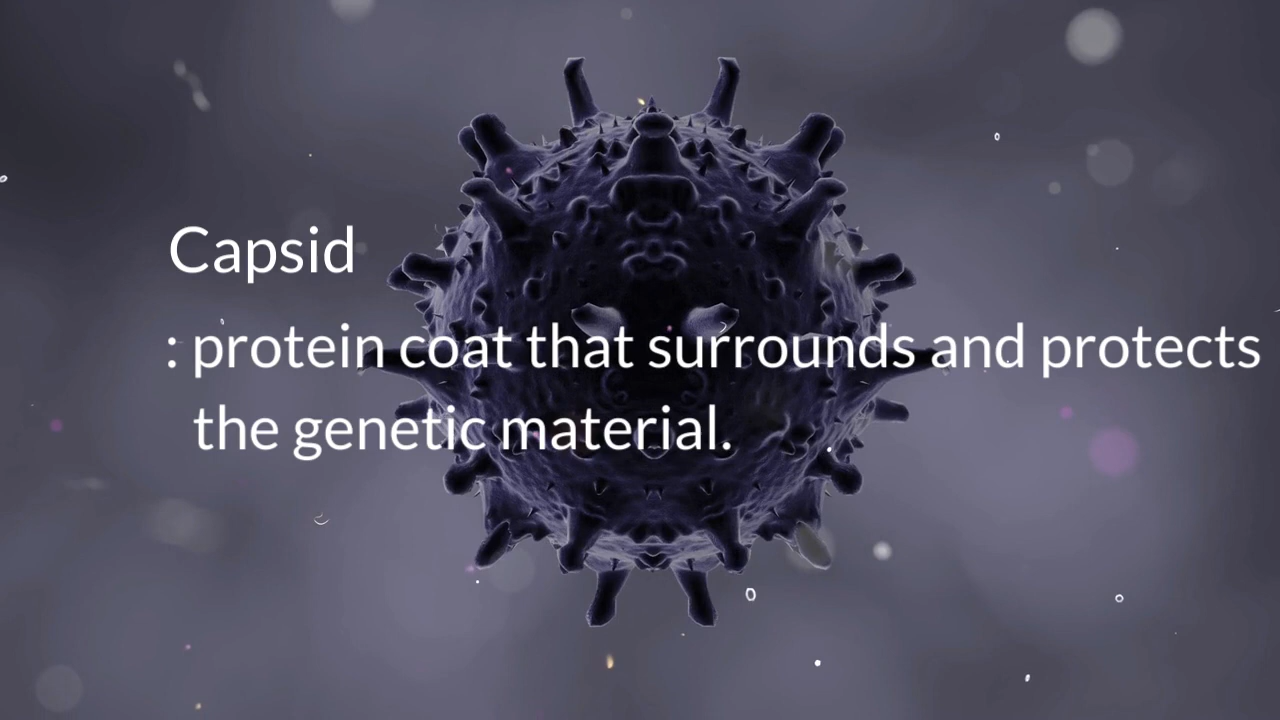 Capsid
: protein coat that surrounds and protects
the genetic material.